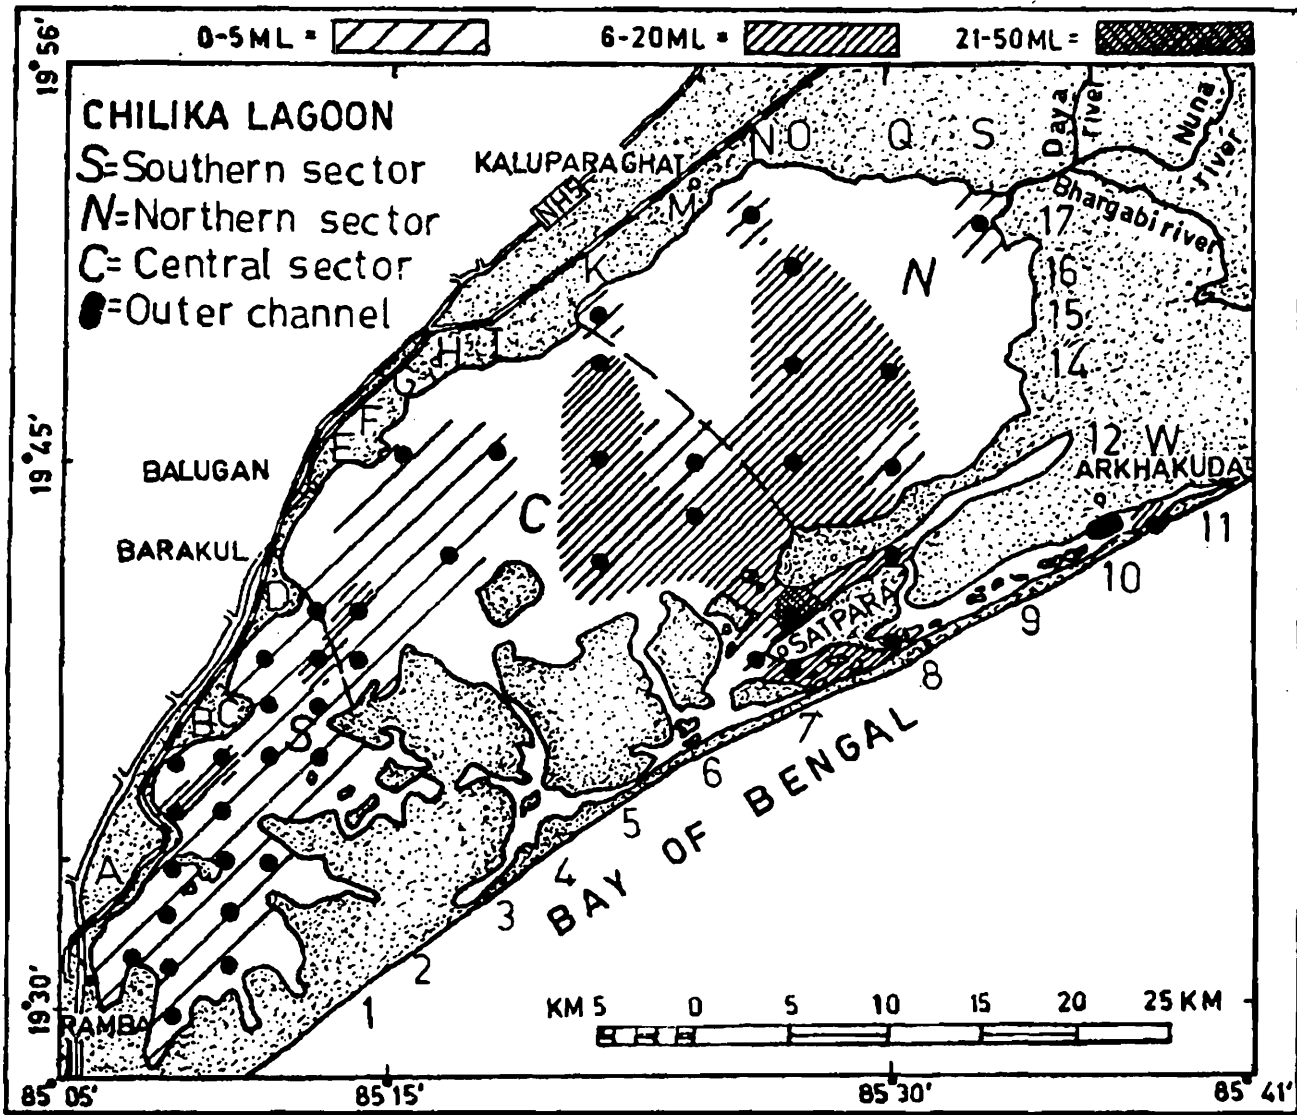 0-5ML =
6-20ML =
21-50ML =
19°56'
CHILIKA LAGOON
S=Southern sector
N=Northern sector
C= Central sector
=Outer channel
KALUPARAGHAT
NH5
N O Q S
Daya river
Nuna river
Bhargabi river
M
K
N
17
16
15
14
H I
G
F
E
19°45'
BALUGAN
BARAKUL
C
12 W
ARKHAKUDA
11
10
9
8
7
6
5
4
3
2
1
D
SATPARA
B C
S
A
BAY OF BENGAL
19°30'
RAMBA
KM 5 0 5 10 15 20 25 KM
85°05' 85°15' 85°30' 85°41'